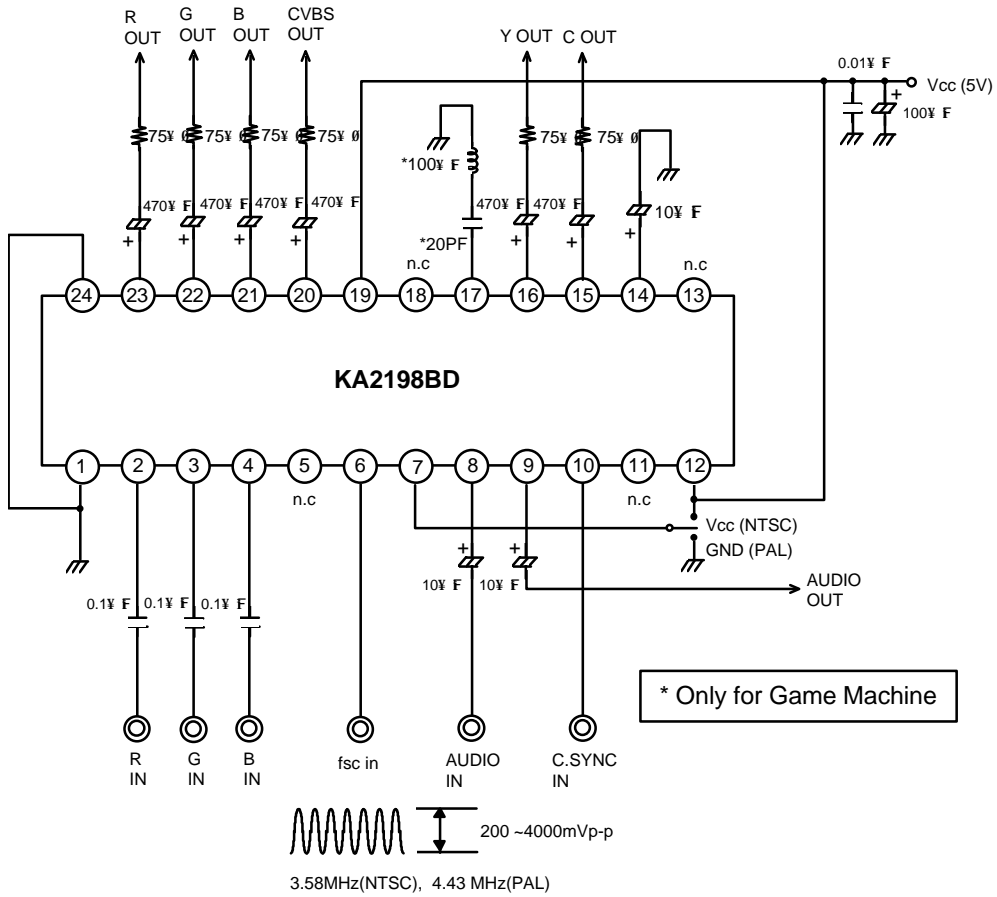 R
OUT
G
OUT
B
OUT
CVBS
OUT
Y OUT
C OUT
0.01¥ F
Vcc (5V)
100¥ F
75¥ Ø
75¥ Ø
75¥ Ø
75¥ Ø
*100¥ F
75¥ Ø
75¥ Ø
470¥ F
470¥ F
470¥ F
470¥ F
*20PF
470¥ F
470¥ F
10¥ F
n.c
n.c
24
23
22
21
20
19
18
17
16
15
14
13
KA2198BD
1
2
3
4
5
6
7
8
9
10
11
12
n.c
n.c
Vcc (NTSC)
GND (PAL)
10¥ F
10¥ F
AUDIO
OUT
0.1¥ F
0.1¥ F
0.1¥ F
* Only for Game Machine
R
IN
G
IN
B
IN
fsc in
AUDIO
IN
C.SYNC
IN
200 ~4000mVp-p
3.58MHz(NTSC), 4.43 MHz(PAL)